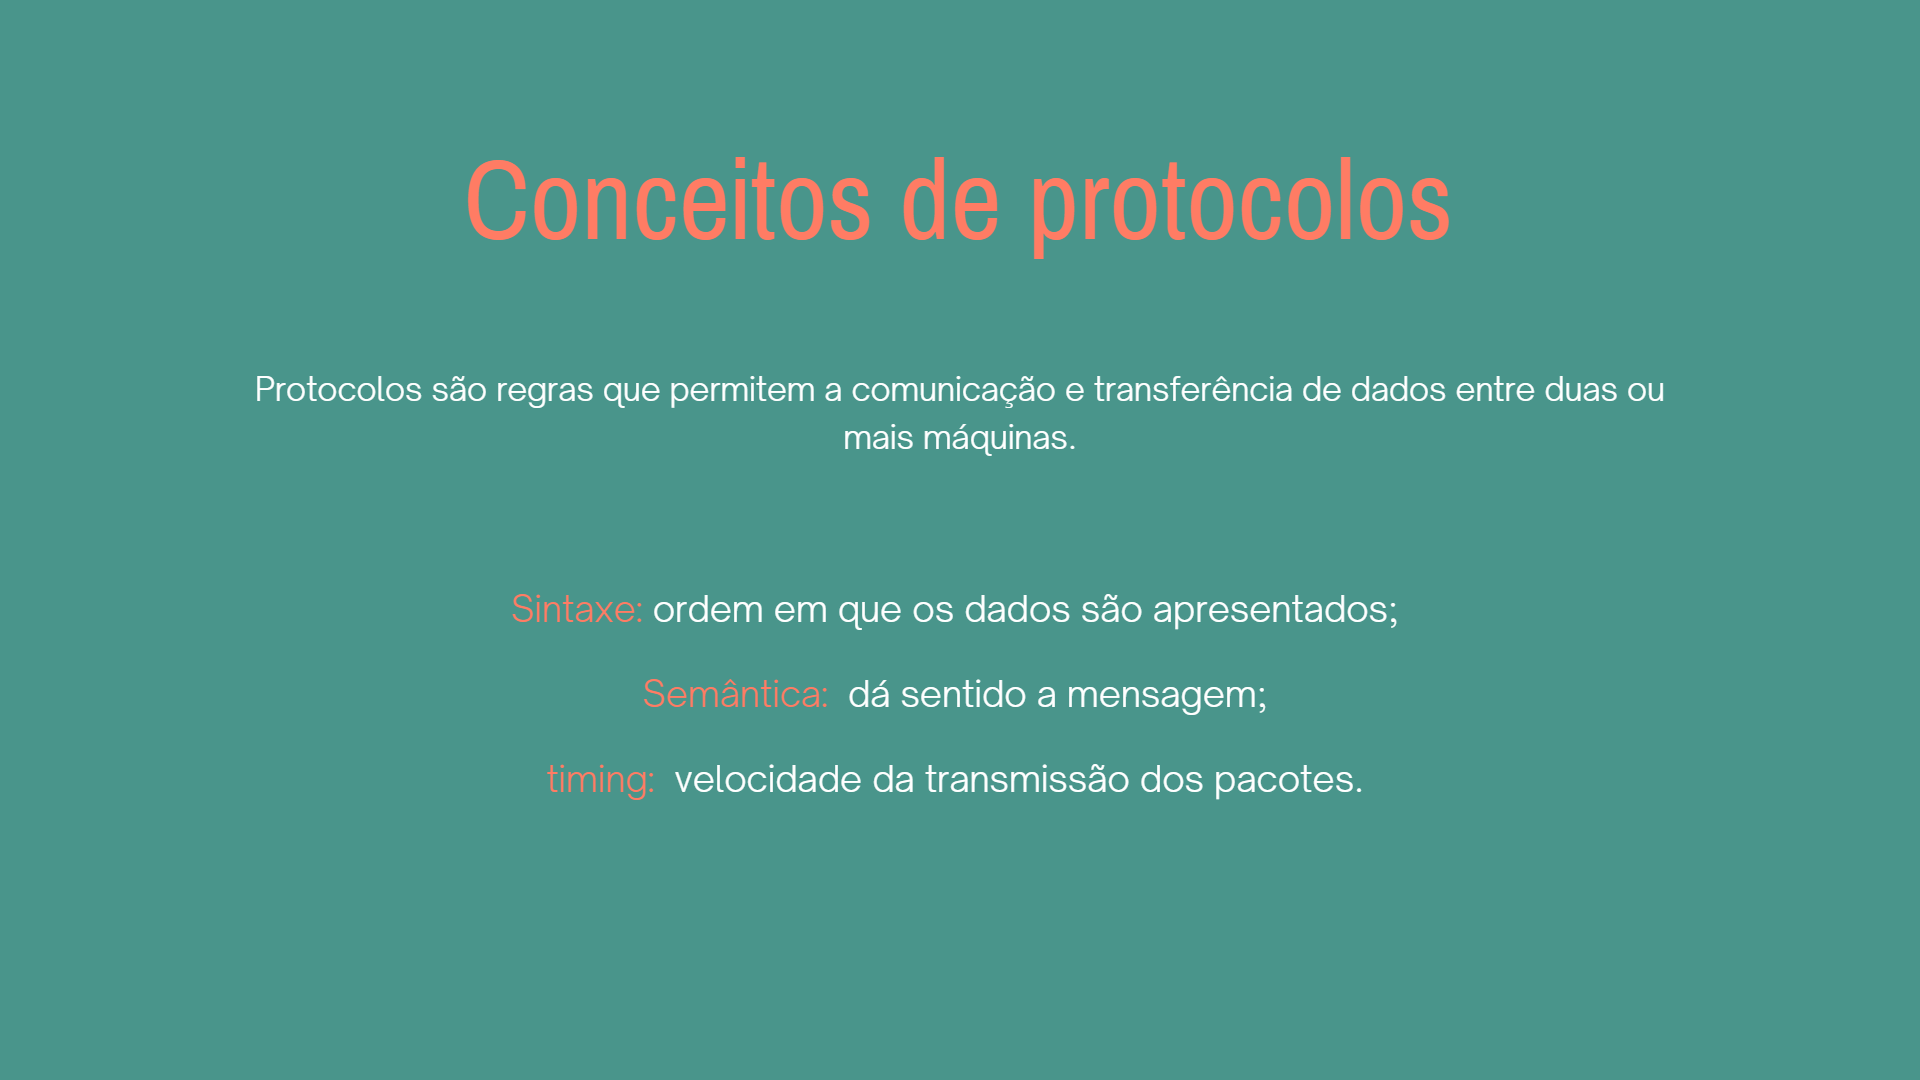 Conceitos de protocolos
Protocolos são regras que permitem a comunicação e transferência de dados entre duas ou
mais máquinas.
Sintaxe: ordem em que os dados são apresentados;
Semântica:  dá sentido a mensagem;
timing:  velocidade da transmissão dos pacotes.